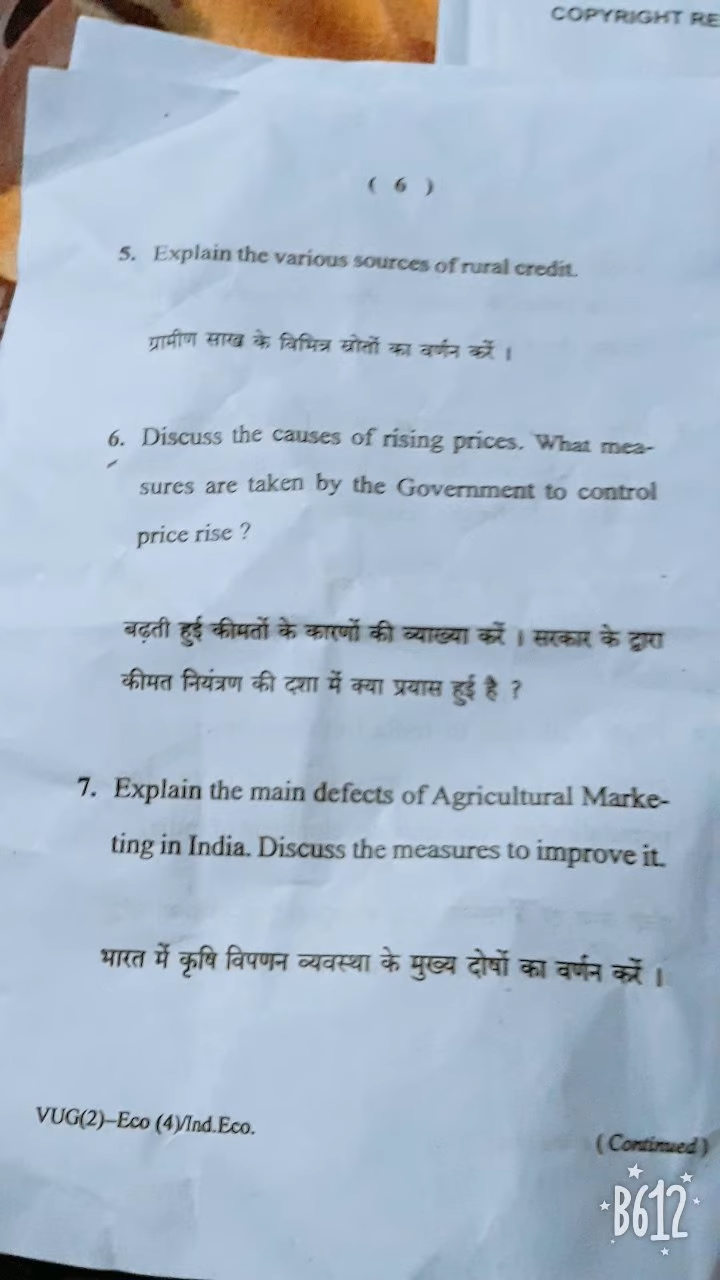 COPYRIGHT RE
( 6 )
5. Explain the various sources of rural credit.
ग्रामीण साख के विभिन्न स्रोतों का वर्णन करें ।
6. Discuss the causes of rising prices. What mea-
sures are taken by the Government to control
price rise ?
बढ़ती हुई कीमतों के कारणों की व्याख्या करें । सरकार के द्वारा
कीमत नियंत्रण की दशा में क्या प्रयास हुई है ?
7. Explain the main defects of Agricultural Marke-
ting in India. Discuss the measures to improve it.
भारत में कृषि विपणन व्यवस्था के मुख्य दोषों का वर्णन करें ।
VUG(2)–Eco (4)/Ind.Eco.
( Continued )
B612